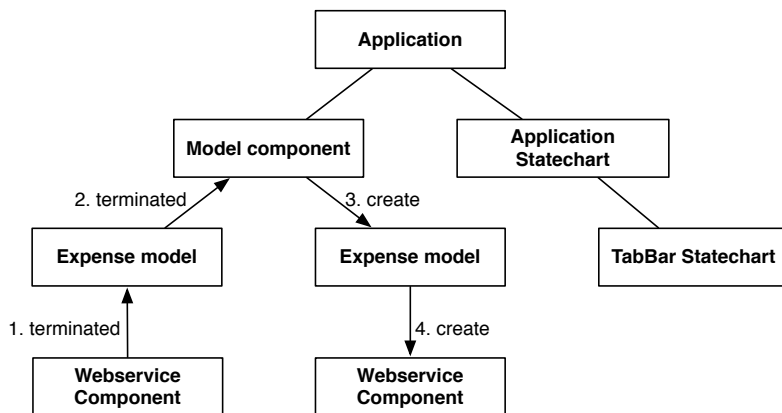 Application
Model component
Application
Statechart
2. terminated
3. create
Expense model
Expense model
TabBar Statechart
1. terminated
4. create
Webservice
Component
Webservice
Component